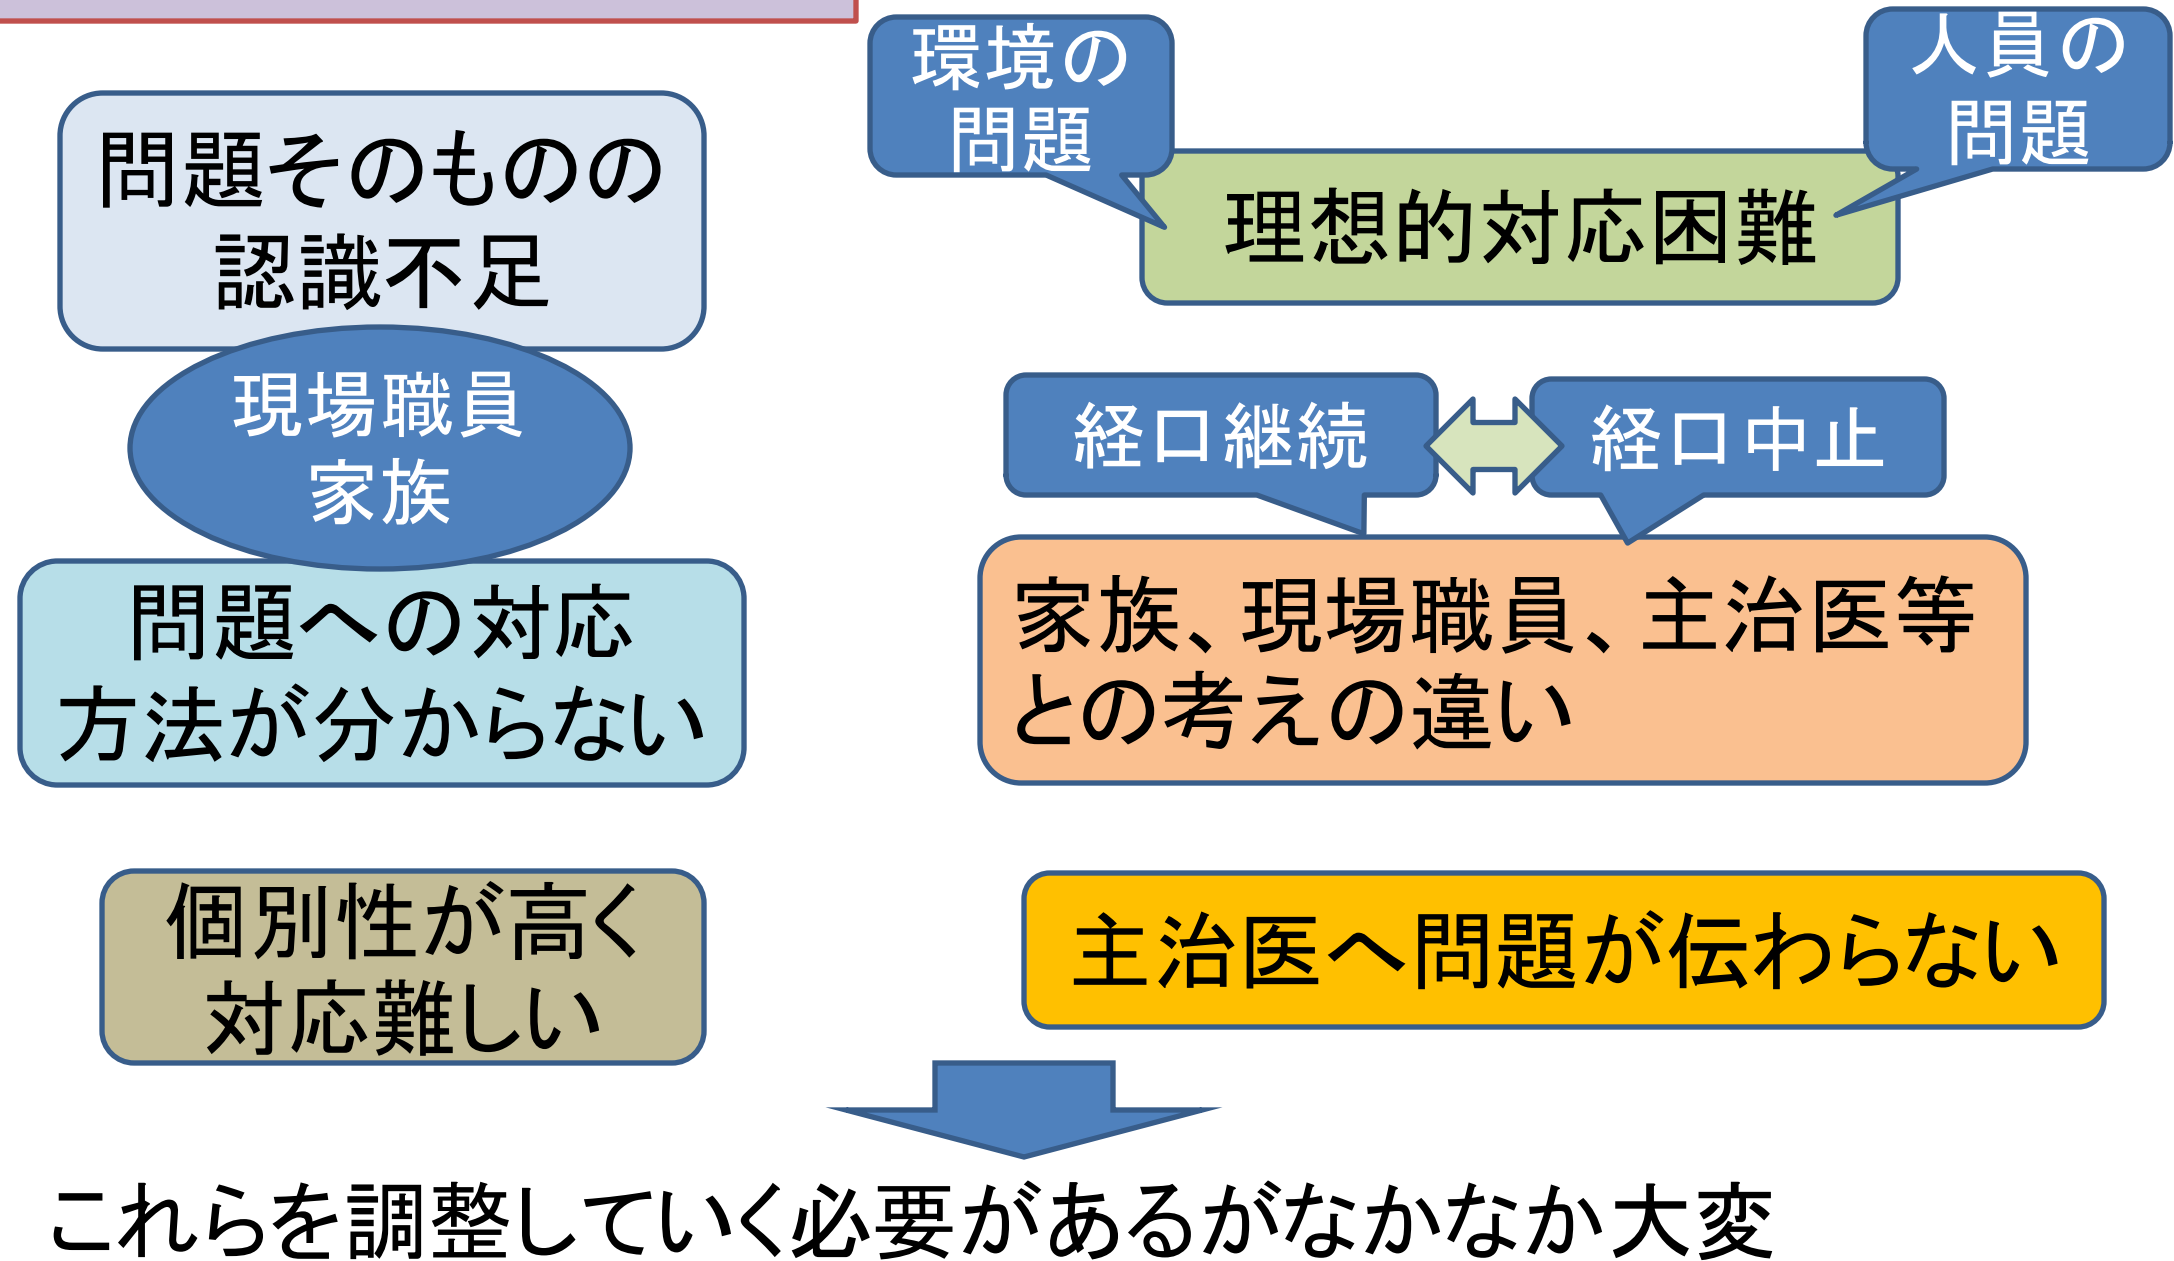 問題そのものの
認識不足
現場職員
家族
問題への対応
方法が分からない
個別性が高く
対応難しい
環境の
問題
人員の
問題
理想的対応困難
経口継続
経口中止
家族、現場職員、主治医等
との考えの違い
主治医へ問題が伝わらない
これらを調整していく必要があるがなかなか大変